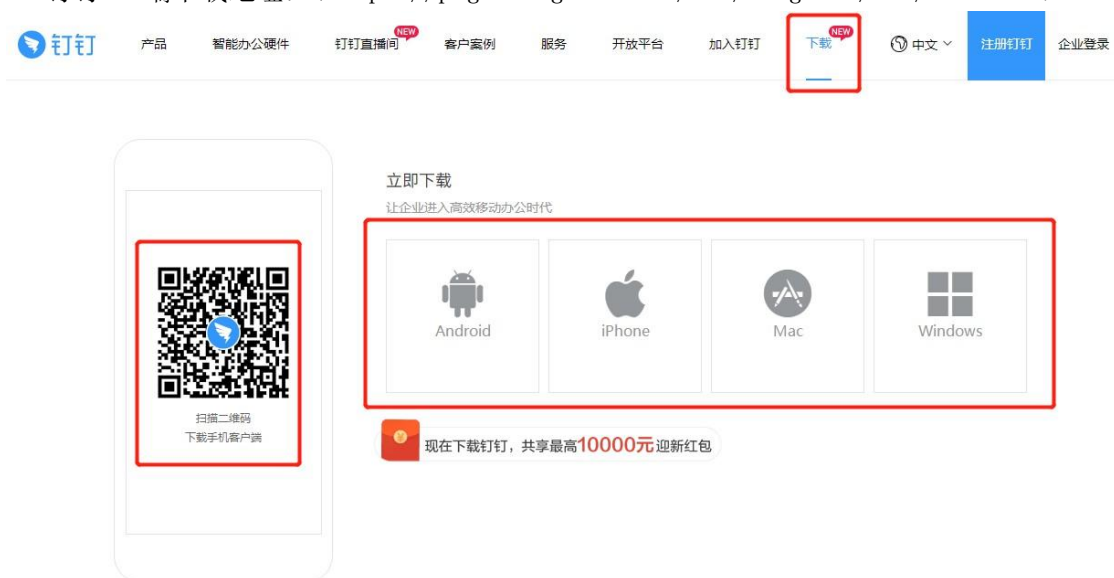 钉钉
产品
智能办公硬件
钉钉直播间 NEW
客户案例
服务
开放平台
加入钉钉
下载 NEW
中文
注册钉钉
企业登录
立即下载
让企业进入高效移动办公时代
Android
iPhone
Mac
Windows
扫描二维码
下载手机客户端
现在下载钉钉，共享最高10000元迎新红包